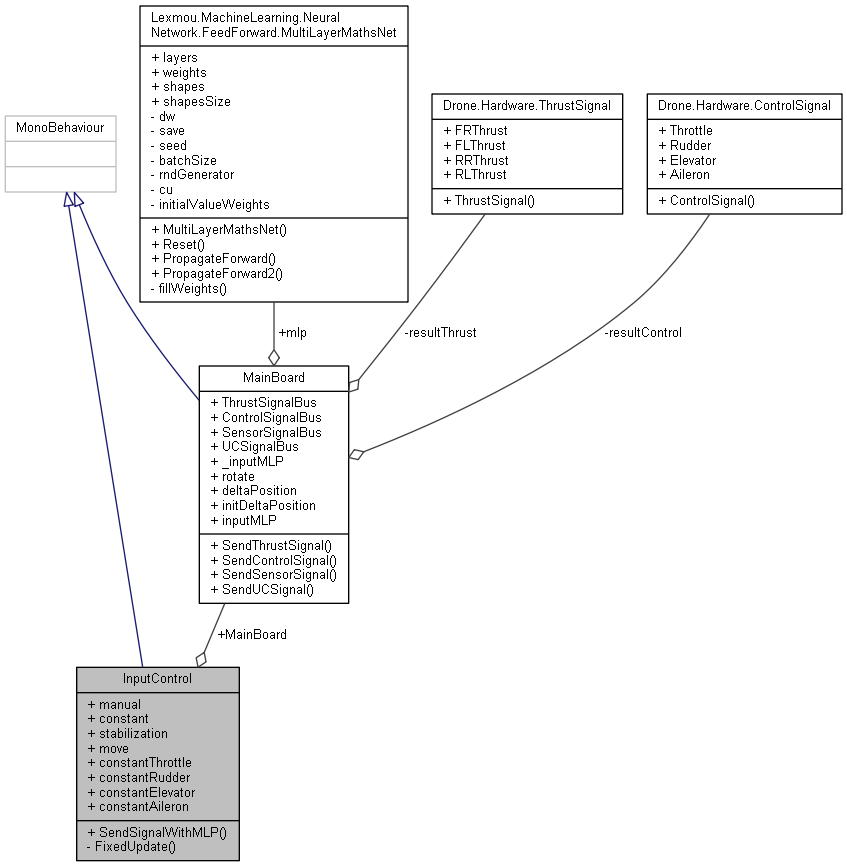 Lexmou.MachineLearning.Neural
Network.FeedForward.MultiLayerMathsNet
+ layers
+ weights
+ shapes
+ shapesSize
- dw
- save
- seed
- batchSize
- rndGenerator
- cu
- initialValueWeights
+ MultiLayerMathsNet()
+ Reset()
+ PropagateForward()
+ PropagateForward2()
- fillWeights()
Drone.Hardware.ThrustSignal
+ FRThrust
+ FLThrust
+ RRThrust
+ RLThrust
+ ThrustSignal()
Drone.Hardware.ControlSignal
+ Throttle
+ Rudder
+ Elevator
+ Aileron
+ ControlSignal()
MonoBehaviour
+mlp
-resultThrust
-resultControl
MainBoard
+ ThrustSignalBus
+ ControlSignalBus
+ SensorSignalBus
+ UCSignalBus
+ _inputMLP
+ rotate
+ deltaPosition
+ initDeltaPosition
+ inputMLP
+ SendThrustSignal()
+ SendControlSignal()
+ SendSensorSignal()
+ SendUCSignal()
+MainBoard
InputControl
+ manual
+ constant
+ stabilization
+ move
+ constantThrottle
+ constantRudder
+ constantElevator
+ constantAileron
+ SendSignalWithMLP()
- FixedUpdate()